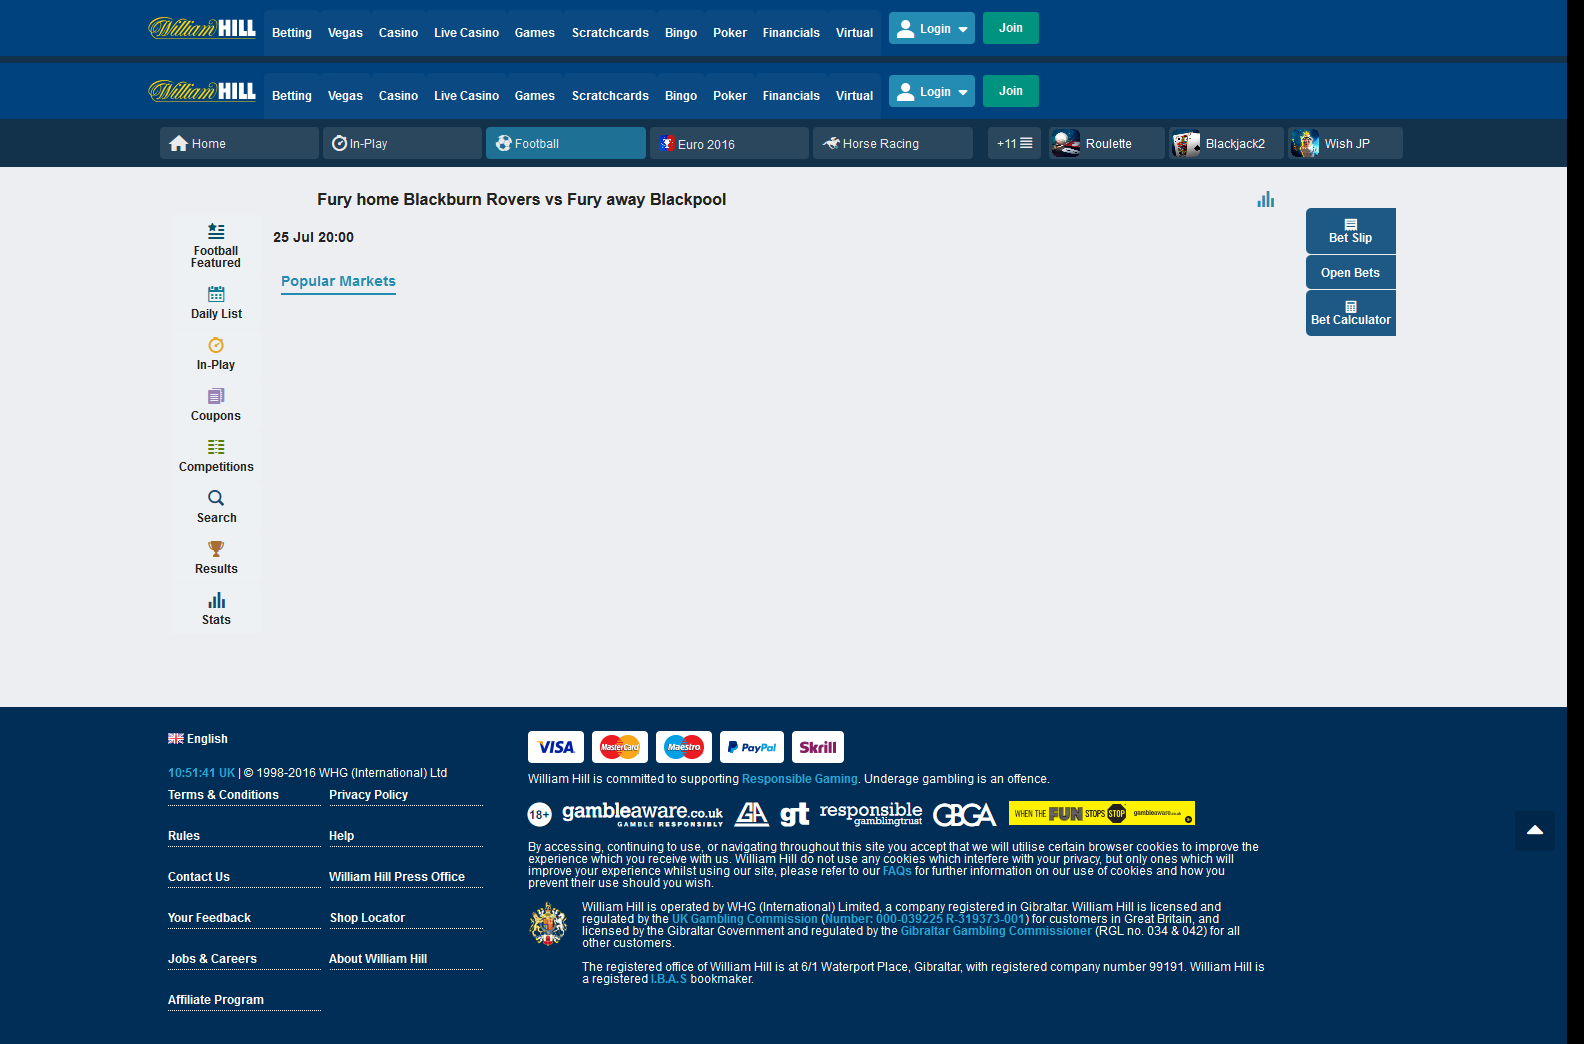 William HILL Betting Vegas Casino Live Casino Games Scratchcards Bingo Poker Financials Virtual Login Join
William HILL Betting Vegas Casino Live Casino Games Scratchcards Bingo Poker Financials Virtual Login Join
Home In-Play Football Euro 2016 Horse Racing +11 Roulette Blackjack2 Wish JP
Fury home Blackburn Rovers vs Fury away Blackpool
25 Jul 20:00
Popular Markets
Football
Featured
Daily List
In-Play
Coupons
Competitions
Search
Results
Stats
Bet Slip
Open Bets
Bet Calculator
English
10:51:41 UK | © 1998-2016 WHG (International) Ltd
Terms & Conditions Privacy Policy
Rules Help
Contact Us William Hill Press Office
Your Feedback Shop Locator
Jobs & Careers About William Hill
Affiliate Program
VISA MasterCard Maestro PayPal Skrill
William Hill is committed to supporting Responsible Gaming. Underage gambling is an offence.
18+ gambleaware.co.uk GAMBLE RESPONSIBLY GA gt responsible gamblingtrust GBGA WHEN THE FUN STOPS STOP gambleaware.co.uk
By accessing, continuing to use, or navigating throughout this site you accept that we will utilise certain browser cookies to improve the
experience which you receive with us. William Hill do not use any cookies which interfere with your privacy, but only ones which will
improve your experience whilst using our site, please refer to our FAQs for further information on our use of cookies and how you
prevent their use should you wish.
William Hill is operated by WHG (International) Limited, a company registered in Gibraltar. William Hill is licensed and
regulated by the UK Gambling Commission (Number: 000-039225 R-319373-001) for customers in Great Britain, and
licensed by the Gibraltar Government and regulated by the Gibraltar Gambling Commissioner (RGL no. 034 & 042) for all
other customers.
The registered office of William Hill is at 6/1 Waterport Place, Gibraltar, with registered company number 99191. William Hill is
a registered I.B.A.S bookmaker.